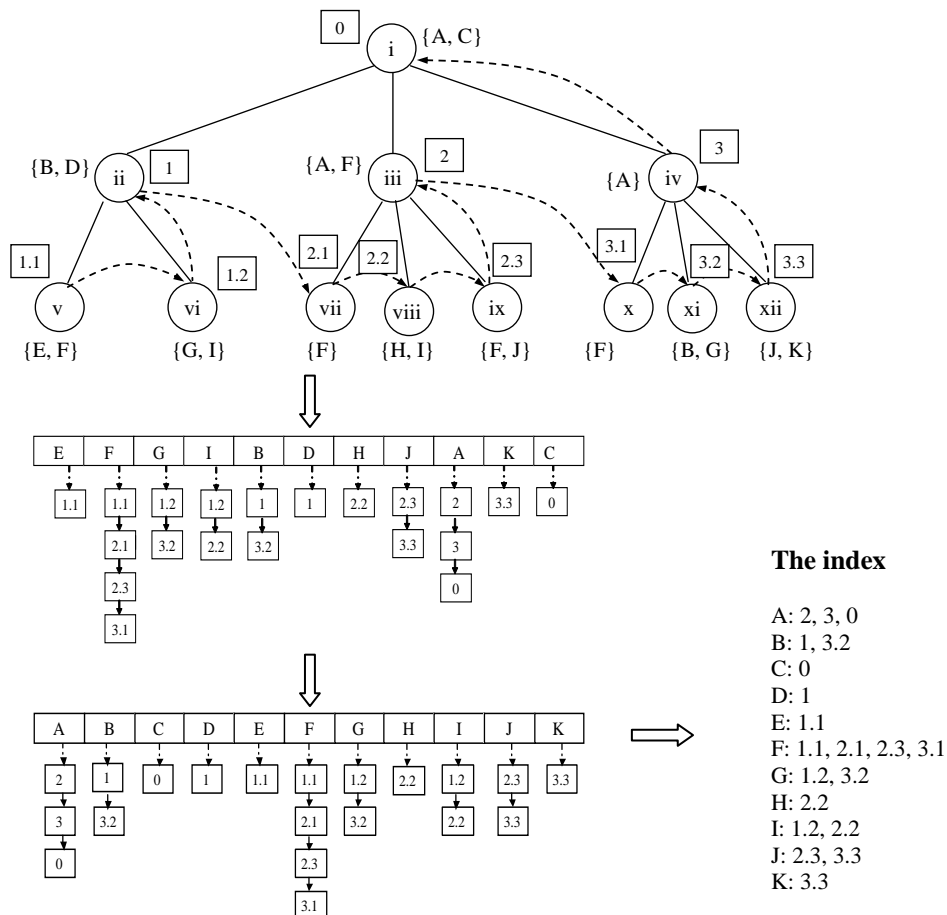 0
i
{A, C}
{B, D}
ii
1
{A, F}
iii
2
{A}
iv
3
1.1
v
{E, F}
1.2
vi
{G, I}
2.1
vii
{F}
2.2
viii
{H, I}
2.3
ix
{F, J}
3.1
x
{F}
3.2
xi
{B, G}
3.3
xii
{J, K}
E F G I B D H J A K C
1.1 1.1 1.2 1.2 1 1 2.2 2.3 2 3.3 0
2.1 3.2 2.2 3.2 3.3 3
2.3 0
3.1
A B C D E F G H I J K
2 1 0 1 1.1 1.1 1.2 2.2 1.2 2.3 3.3
3 3.2 2.1 3.2 2.2 3.3
0 2.3
3.1
The index
A: 2, 3, 0
B: 1, 3.2
C: 0
D: 1
E: 1.1
F: 1.1, 2.1, 2.3, 3.1
G: 1.2, 3.2
H: 2.2
I: 1.2, 2.2
J: 2.3, 3.3
K: 3.3